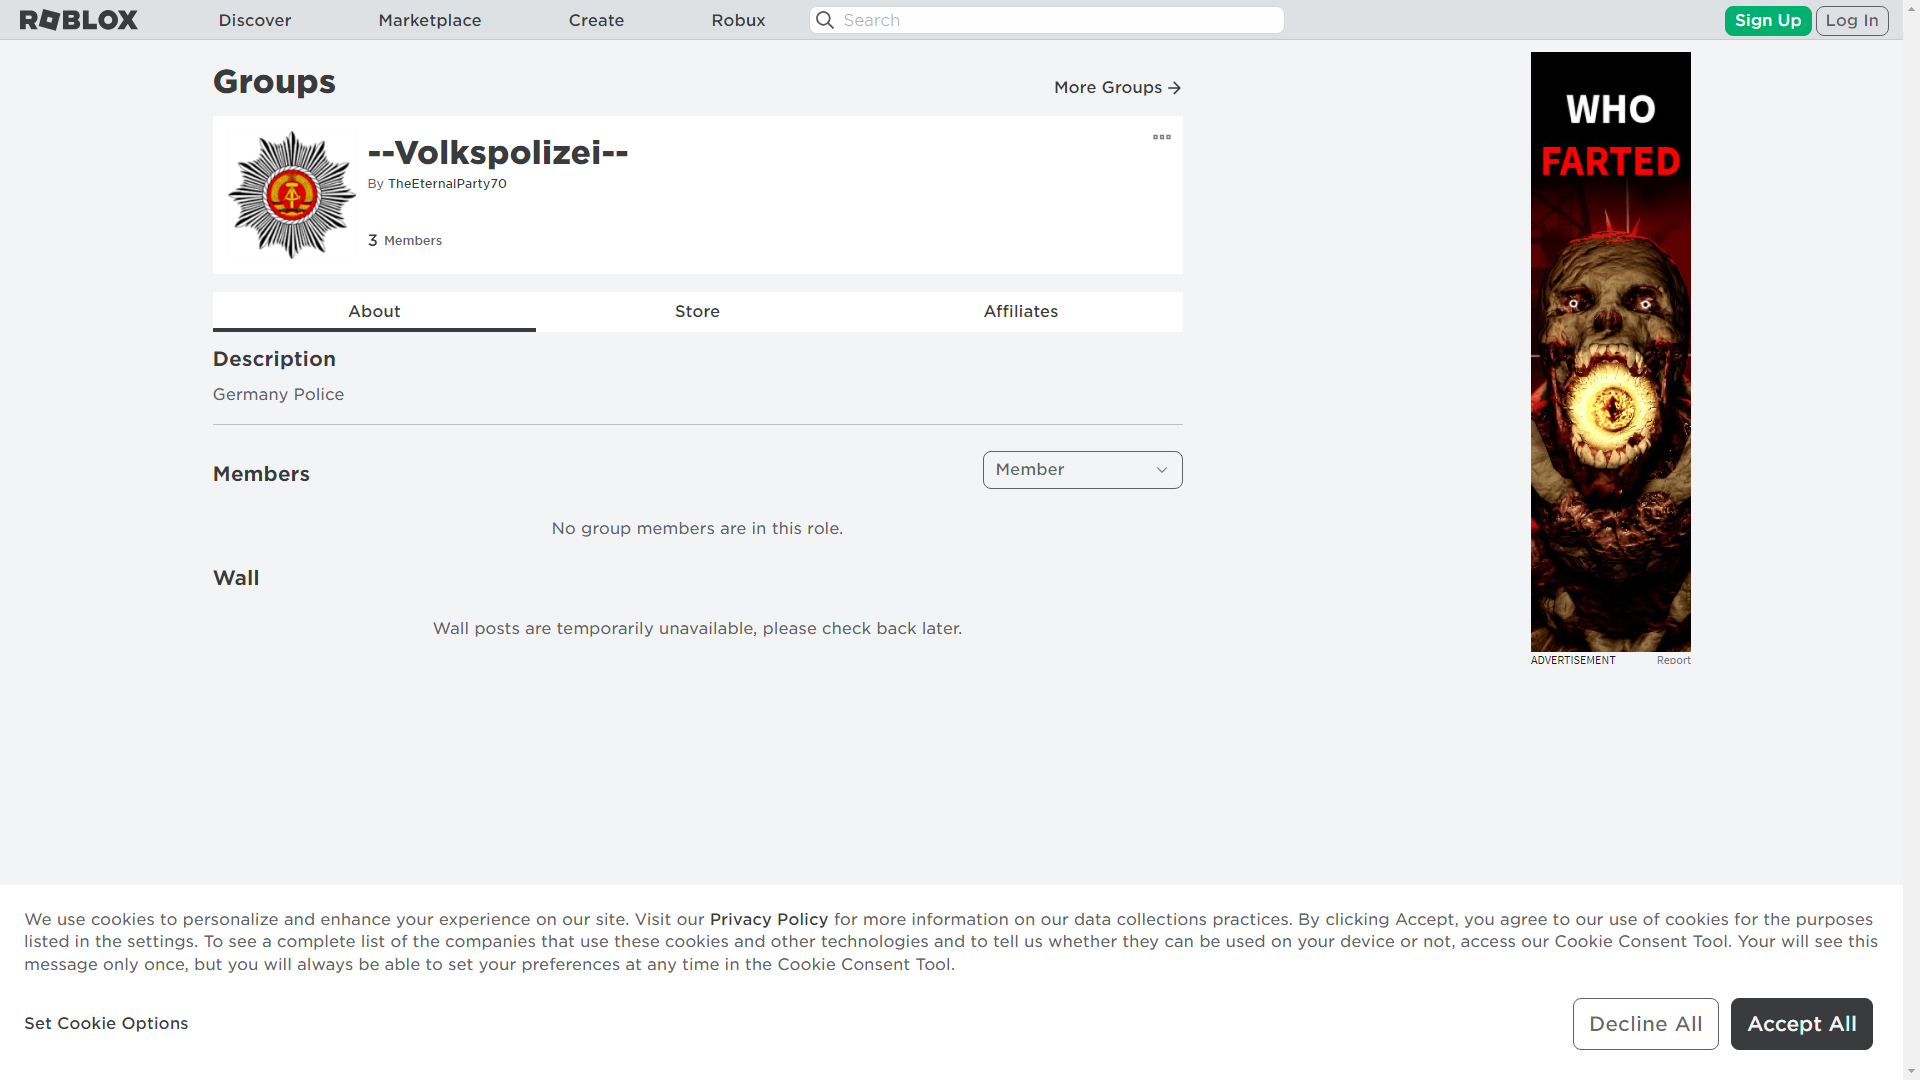 ROBLOX
Discover
Marketplace
Create
Robux
Search
Sign Up
Log In
Groups
More Groups
--Volkspolizei--
By TheEternalParty70
3 Members
About
Store
Affiliates
Description
Germany Police
Members
Member
No group members are in this role.
Wall
Wall posts are temporarily unavailable, please check back later.
WHO
FARTED
ADVERTISEMENT
Report
We use cookies to personalize and enhance your experience on our site. Visit our Privacy Policy for more information on our data collections practices. By clicking Accept, you agree to our use of cookies for the purposes
listed in the settings. To see a complete list of the companies that use these cookies and other technologies and to tell us whether they can be used on your device or not, access our Cookie Consent Tool. Your will see this
message only once, but you will always be able to set your preferences at any time in the Cookie Consent Tool.
Set Cookie Options
Decline All
Accept All